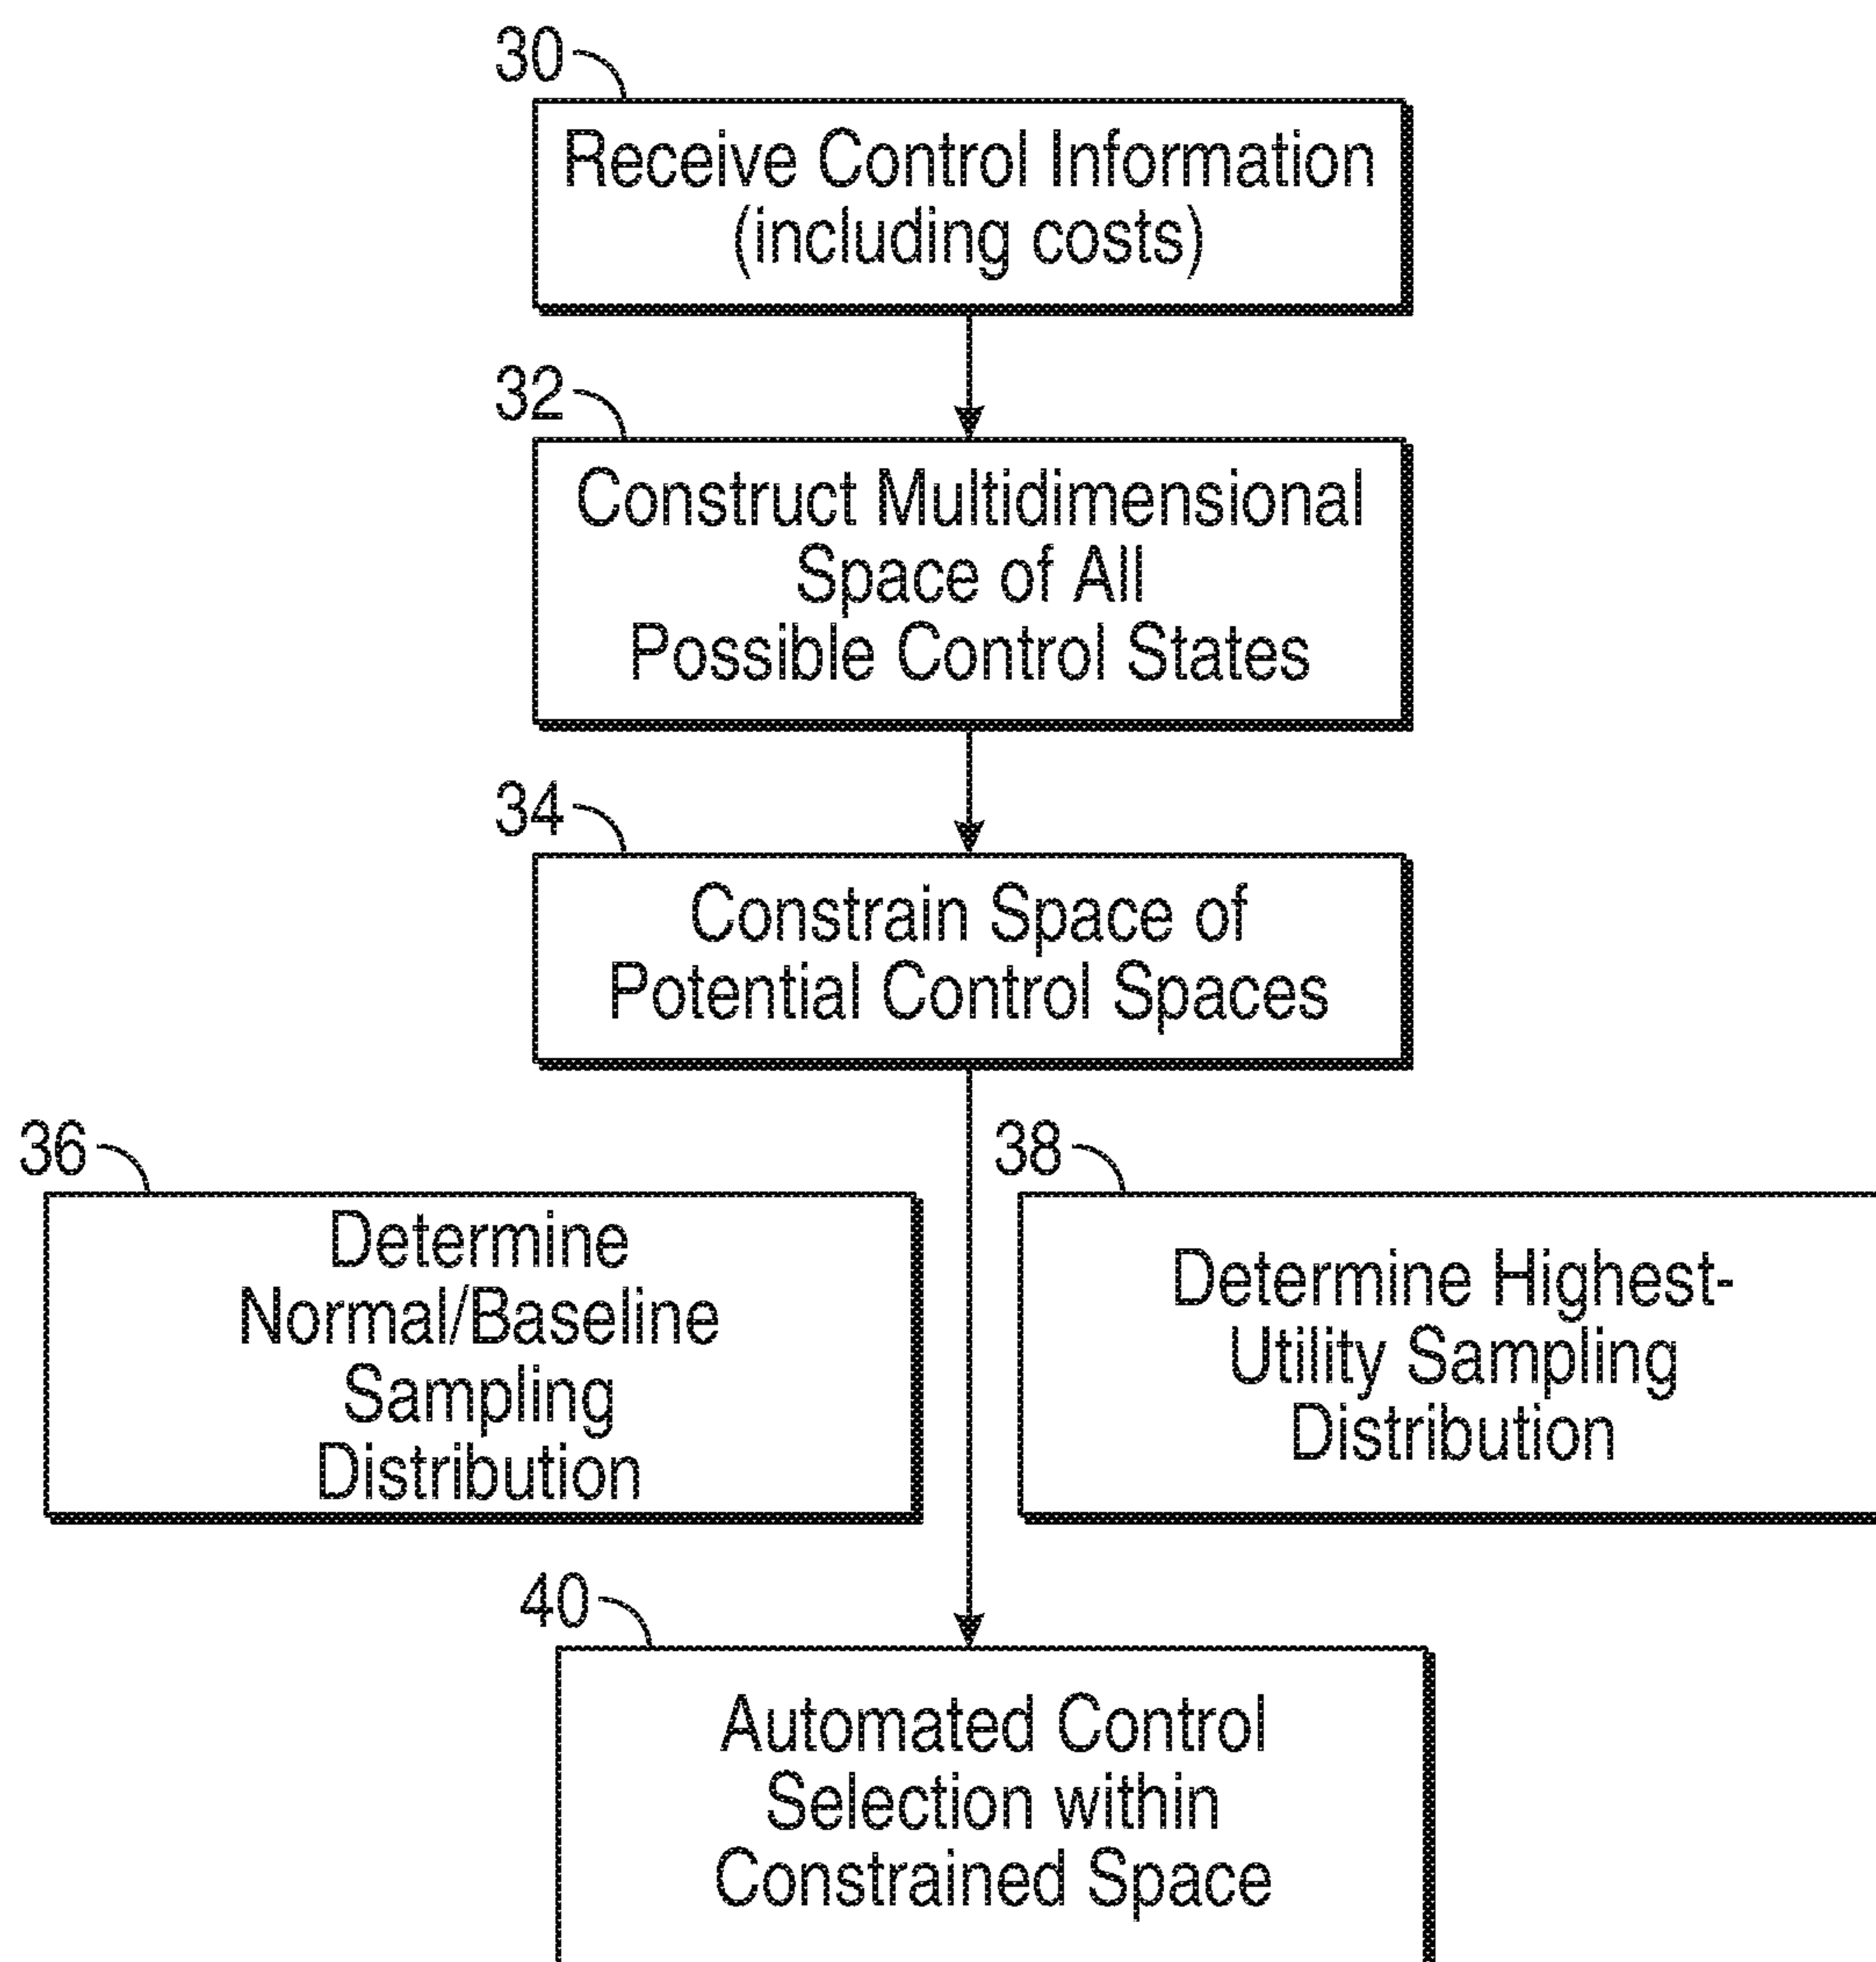 30
Receive Control Information
(including costs)
32
Construct Multidimensional
Space of All
Possible Control States
34
Constrain Space of
Potential Control Spaces
36
Determine
Normal/Baseline
Sampling
Distribution
38
Determine Highest-
Utility Sampling
Distribution
40
Automated Control
Selection within
Constrained Space